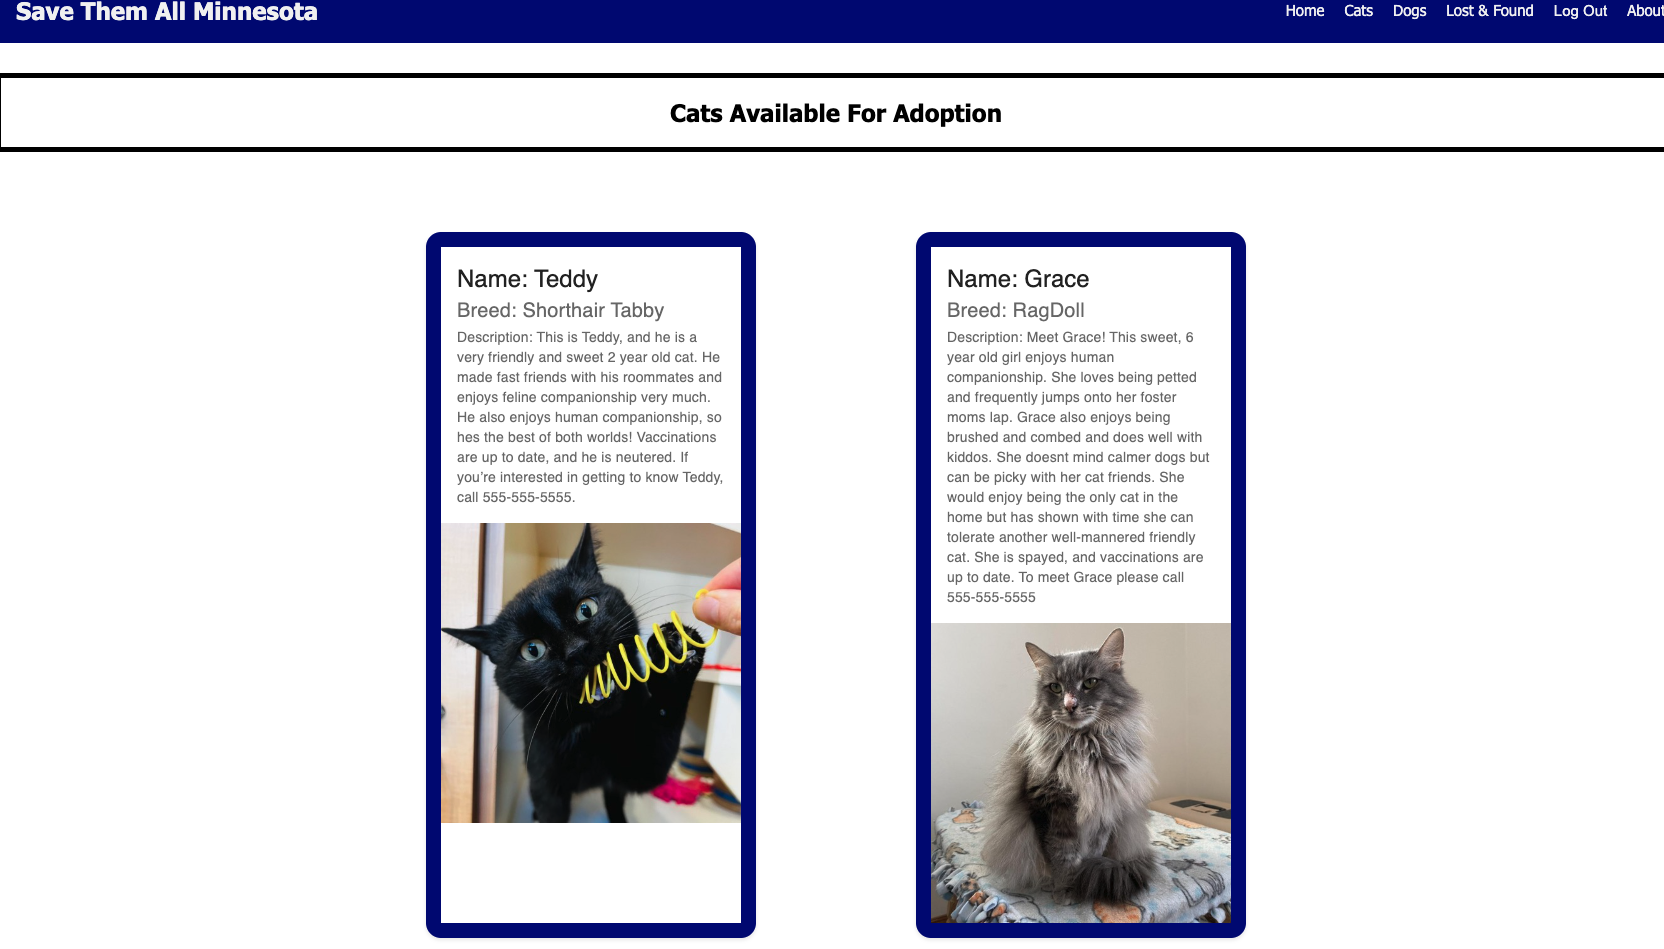 Save Them All Minnesota
Home Cats Dogs Lost & Found Log Out About
Cats Available For Adoption
Name: Teddy
Breed: Shorthair Tabby
Description: This is Teddy, and he is a
very friendly and sweet 2 year old cat. He
made fast friends with his roommates and
enjoys feline companionship very much.
He also enjoys human companionship, so
hes the best of both worlds! Vaccinations
are up to date, and he is neutered. If
you’re interested in getting to know Teddy,
call 555-555-5555.
Name: Grace
Breed: RagDoll
Description: Meet Grace! This sweet, 6
year old girl enjoys human
companionship. She loves being petted
and frequently jumps onto her foster
moms lap. Grace also enjoys being
brushed and combed and does well with
kiddos. She doesnt mind calmer dogs but
can be picky with her cat friends. She
would enjoy being the only cat in the
home but has shown with time she can
tolerate another well-mannered friendly
cat. She is spayed, and vaccinations are
up to date. To meet Grace please call
555-555-5555